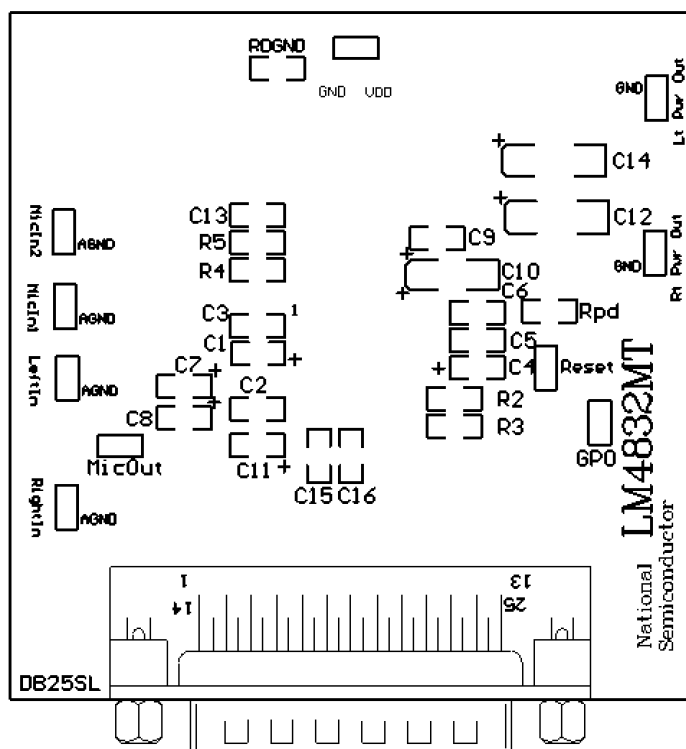 RDGND
GND VDD
GND
Lt Pwr Out
C14
C12
GND
Rt Pwr Out
MicIn2
AGND
C13
R5
R4
C9
C10
C6
Rpd
MicIn1
AGND
C3
1
C1
C5
C4
Reset
LeftIn
AGND
C7
C2
R2
C8
R3
GPO
MicOut
C11
C15
C16
RightIn
AGND
LM4832MT
National
Semiconductor
1
13
14
25
DB25SL